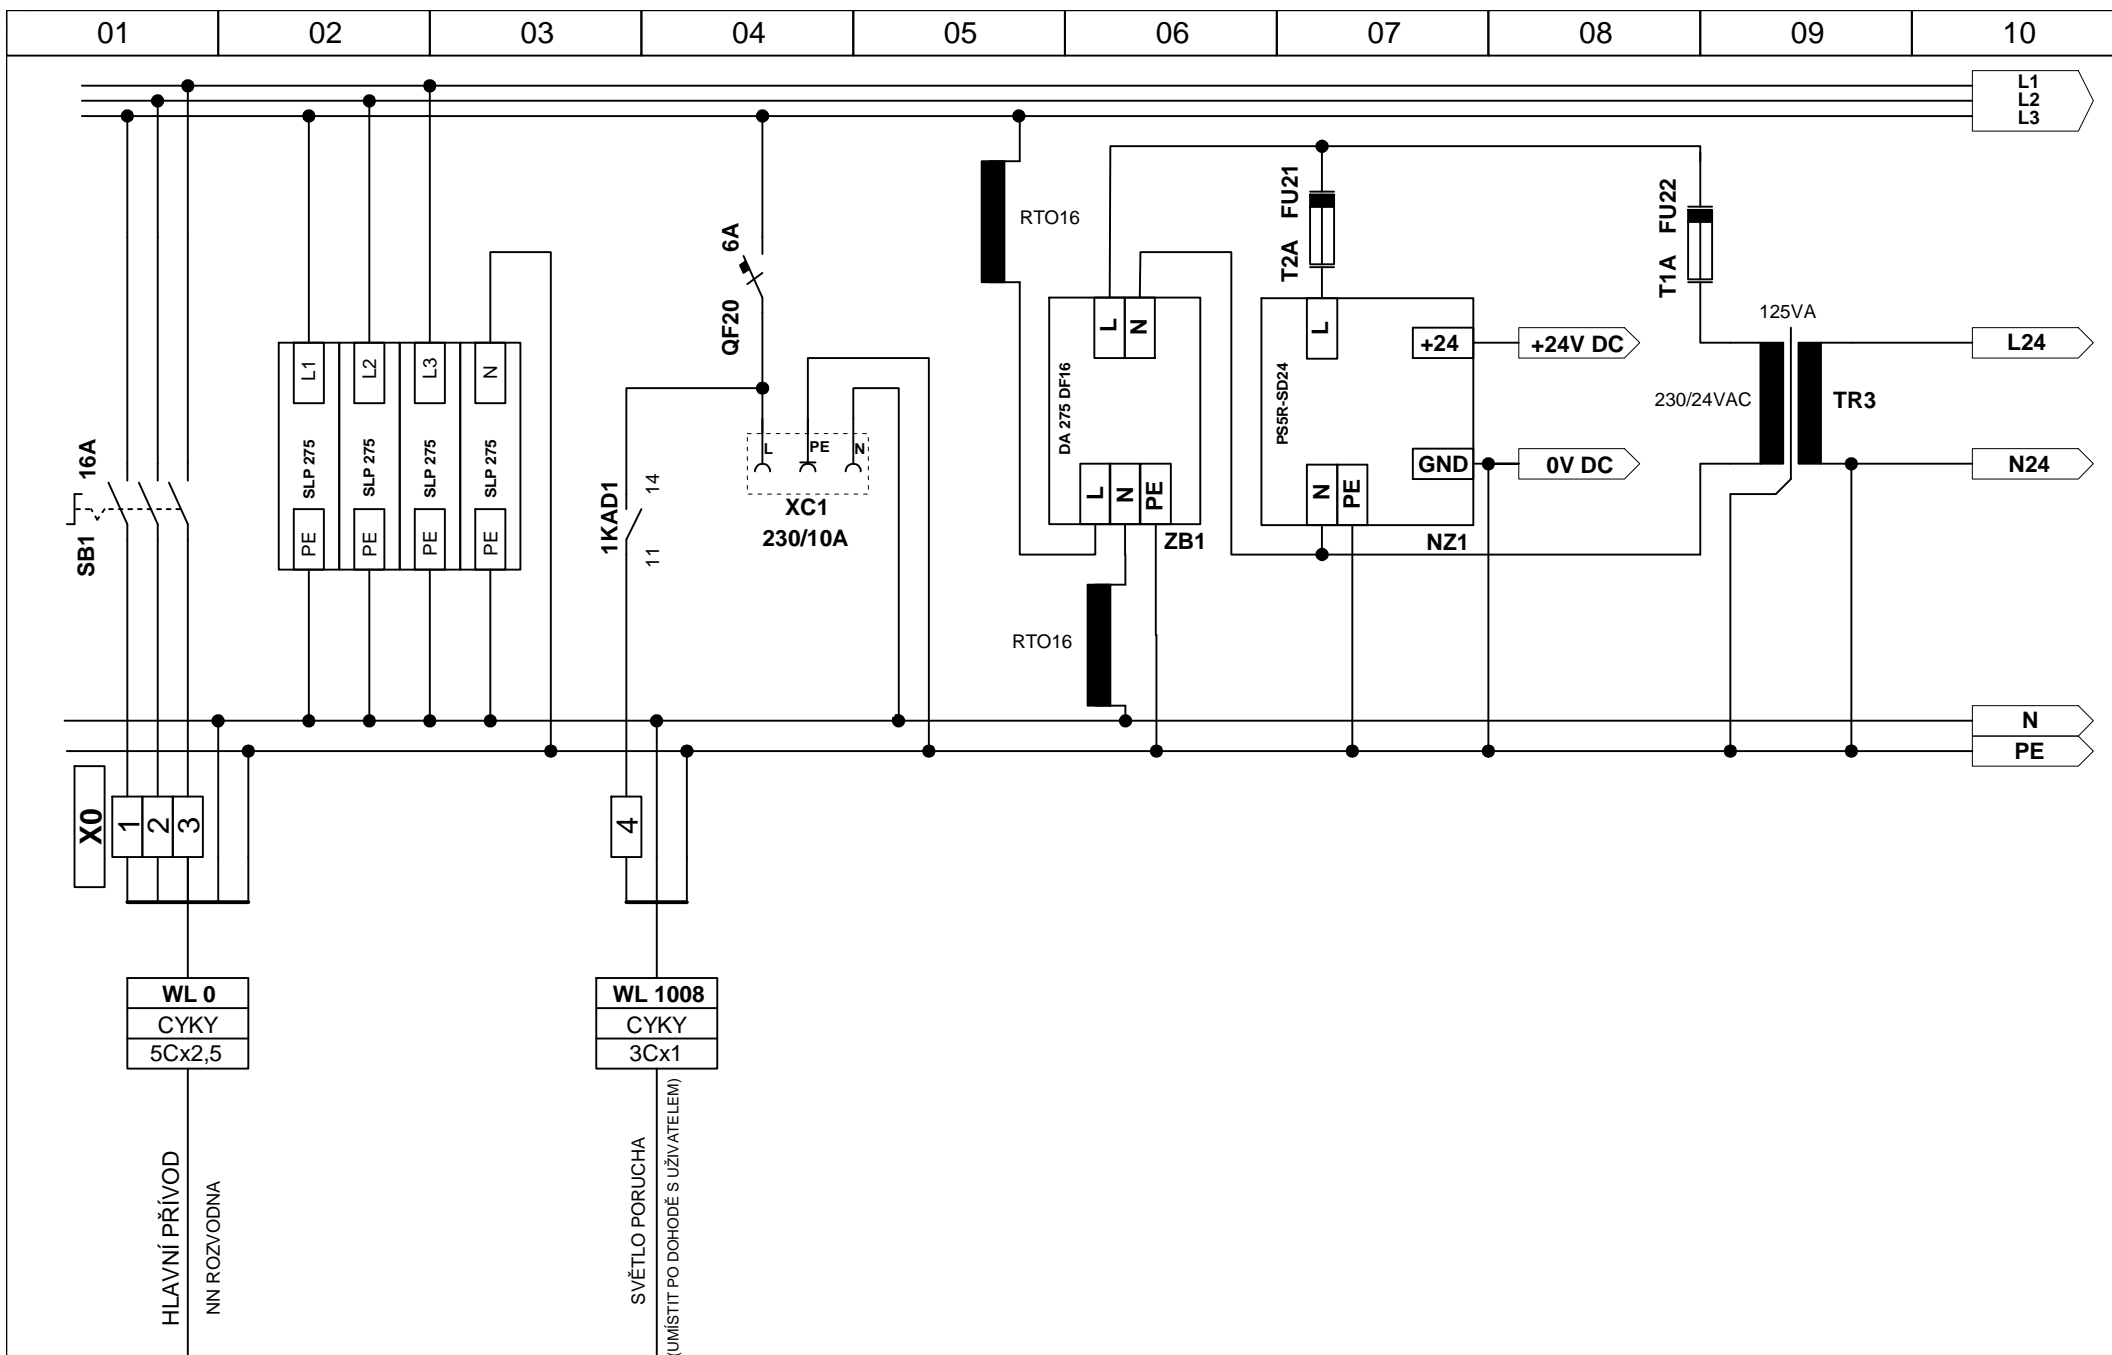 01 02 03 04 05 06 07 08 09 10
L1
L2
L3
RTO16
T2A FU21
T1A FU22
6A
QF20
125VA
L1 L2 L3 N
L N
L
+24
+24V DC
L24
DA 275 DF16
PS5R-SD24
230/24VAC
TR3
SB1 16A
SLP 275 SLP 275 SLP 275 SLP 275
L PE N
GND
0V DC
N24
L N PE
N PE
1KAD1
14
11
XC1
230/10A
PE PE PE PE
ZB1
NZ1
RTO16
N
PE
X0
1 2 3
4
WL 0
CYKY
5Cx2,5
WL 1008
CYKY
3Cx1
HLAVNÍ PŘÍVOD
NN ROZVODNA
SVĚTLO PORUCHA
(UMÍSTIT PO DOHODĚ S UŽIVATELEM)